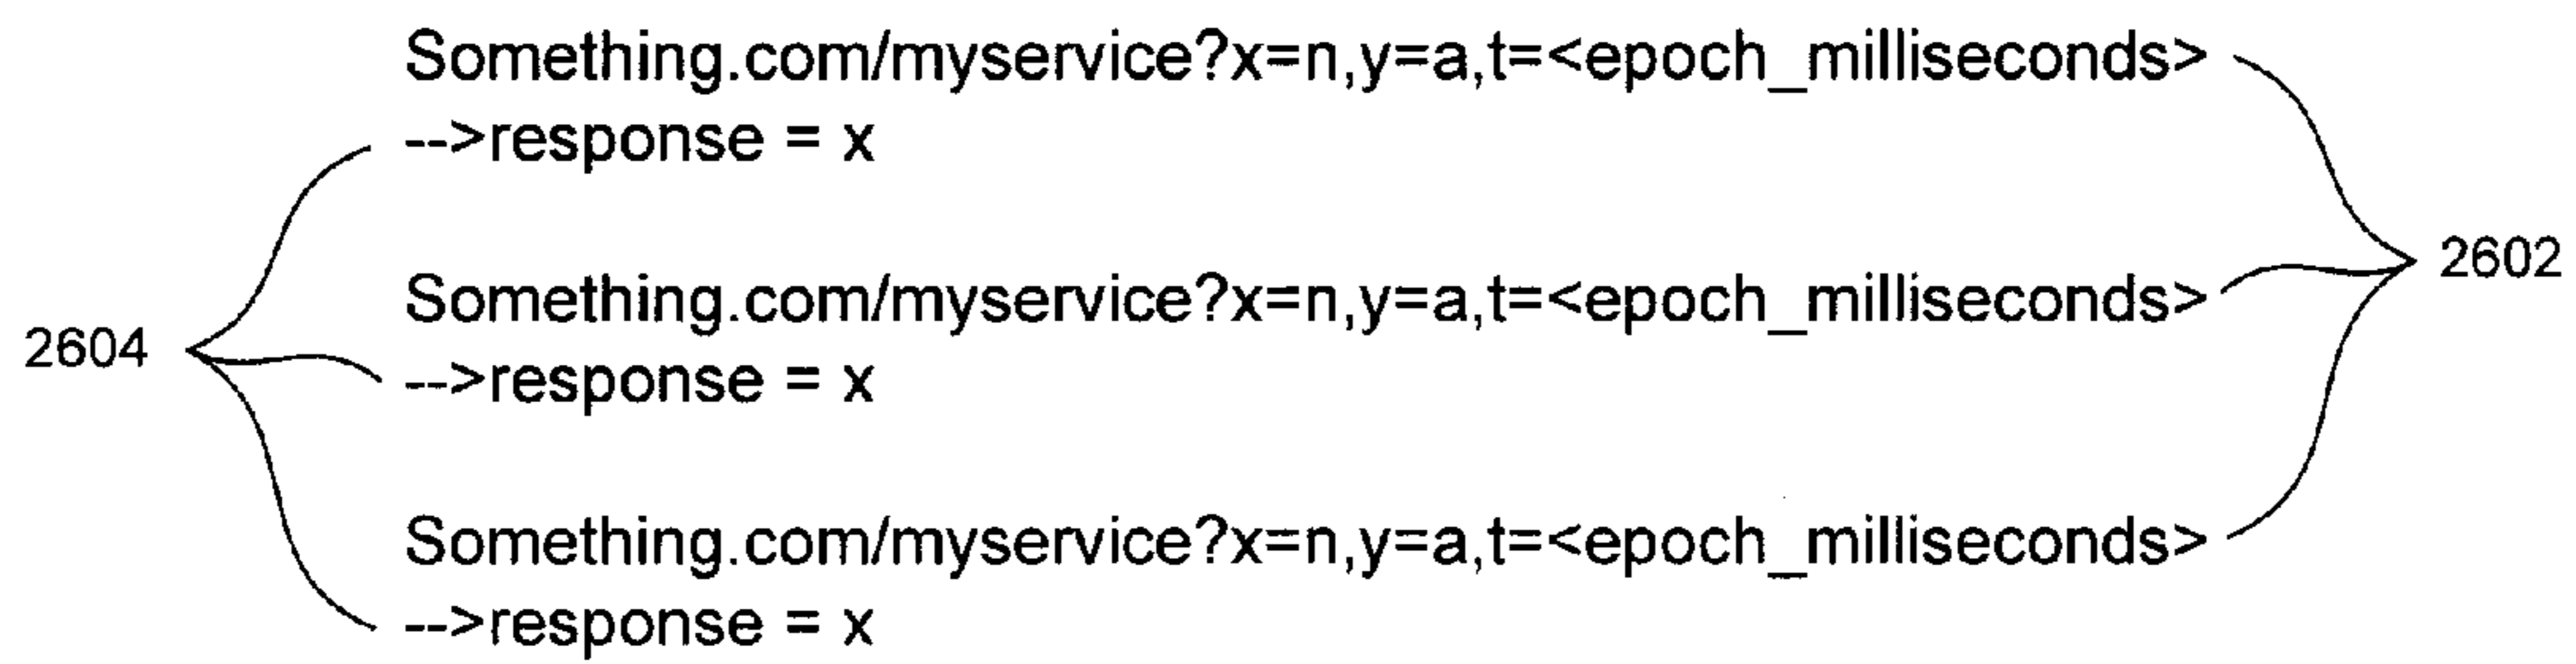 Something.com/myservice?x=n,y=a,t=<epoch_milliseconds>
-->response = x
2602
Something.com/myservice?x=n,y=a,t=<epoch_milliseconds>
2604
-->response = x
Something.com/myservice?x=n,y=a,t=<epoch_milliseconds>
-->response = x